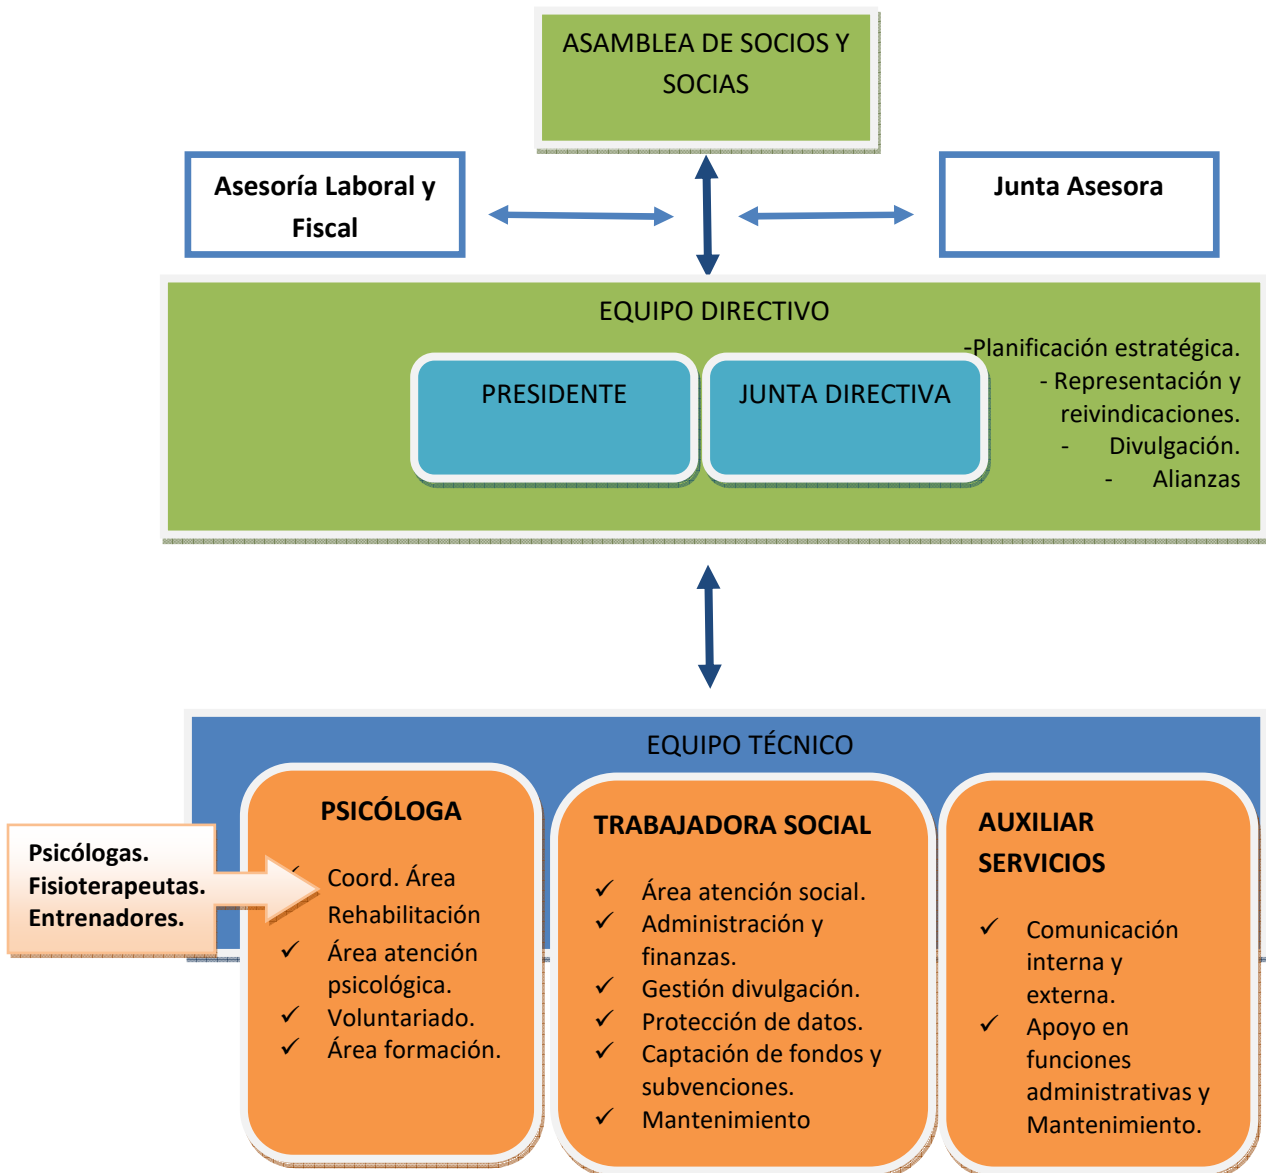 ASAMBLEA DE SOCIOS Y
SOCIAS
Asesoría Laboral y
Fiscal
Junta Asesora
EQUIPO DIRECTIVO
PRESIDENTE
JUNTA DIRECTIVA
-Planificación estratégica.
- Representación y
reivindicaciones.
- Divulgación.
- Alianzas
EQUIPO TÉCNICO
Psicólogas.
Fisioterapeutas.
Entrenadores.
PSICÓLOGA
✓ Coord. Área
Rehabilitación
✓ Área atención
psicológica.
✓ Voluntariado.
✓ Área formación.
TRABAJADORA SOCIAL
✓ Área atención social.
✓ Administración y
finanzas.
✓ Gestión divulgación.
✓ Protección de datos.
✓ Captación de fondos y
subvenciones.
✓ Mantenimiento
AUXILIAR
SERVICIOS
✓ Comunicación
interna y
externa.
✓ Apoyo en
funciones
administrativas y
Mantenimiento.